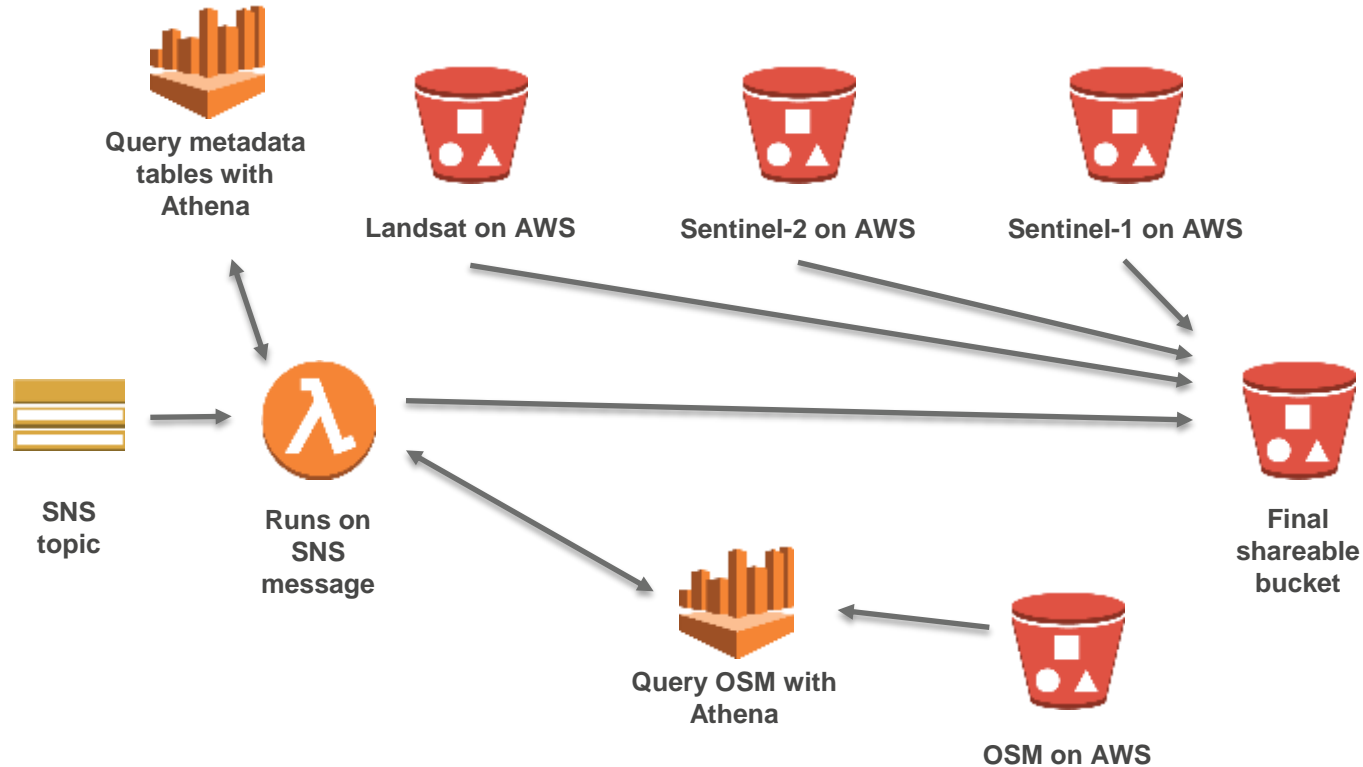 Query metadata
tables with
Athena
Landsat on AWS
Sentinel-2 on AWS
Sentinel-1 on AWS
SNS
topic
Runs on
SNS
message
Final
shareable
bucket
Query OSM with
Athena
OSM on AWS